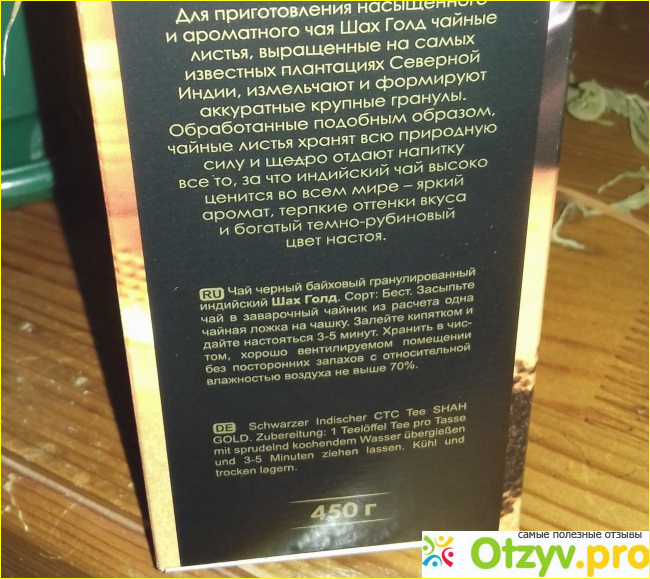 Для приготовления насыщенного
и ароматного чая Шах Голд чайные
листья, выращенные на самых
известных плантациях Северной
Индии, измельчают и формируют
аккуратные крупные гранулы.
Обработанные подобным образом,
чайные листья хранят всю природную
силу и щедро отдают напитку
все то, за что индийский чай высоко
ценится во всем мире – яркий
аромат, терпкие оттенки вкуса
и богатый темно-рубиновый
цвет настоя.
RU Чай черный байховый гранулированный
индийский Шах Голд. Сорт: Бест. Засыпьте
чай в заварочный чайник из расчета одна
чайная ложка на чашку. Залейте кипятком и
дайте настояться 3-5 минут. Хранить в чис-
том, хорошо вентилируемом помещении
без посторонних запахов с относительной
влажностью воздуха не выше 70%.
DE Schwarzer Indischer CTC Tee SHAH
GOLD. Zubereitung: 1 Teelöffel Tee pro Tasse
mit sprudelnd kochendem Wasser übergießen
und 3-5 Minuten ziehen lassen. Kühl und
trocken lagern.
450 г
самые полезные отзывы
Otzyv.pro